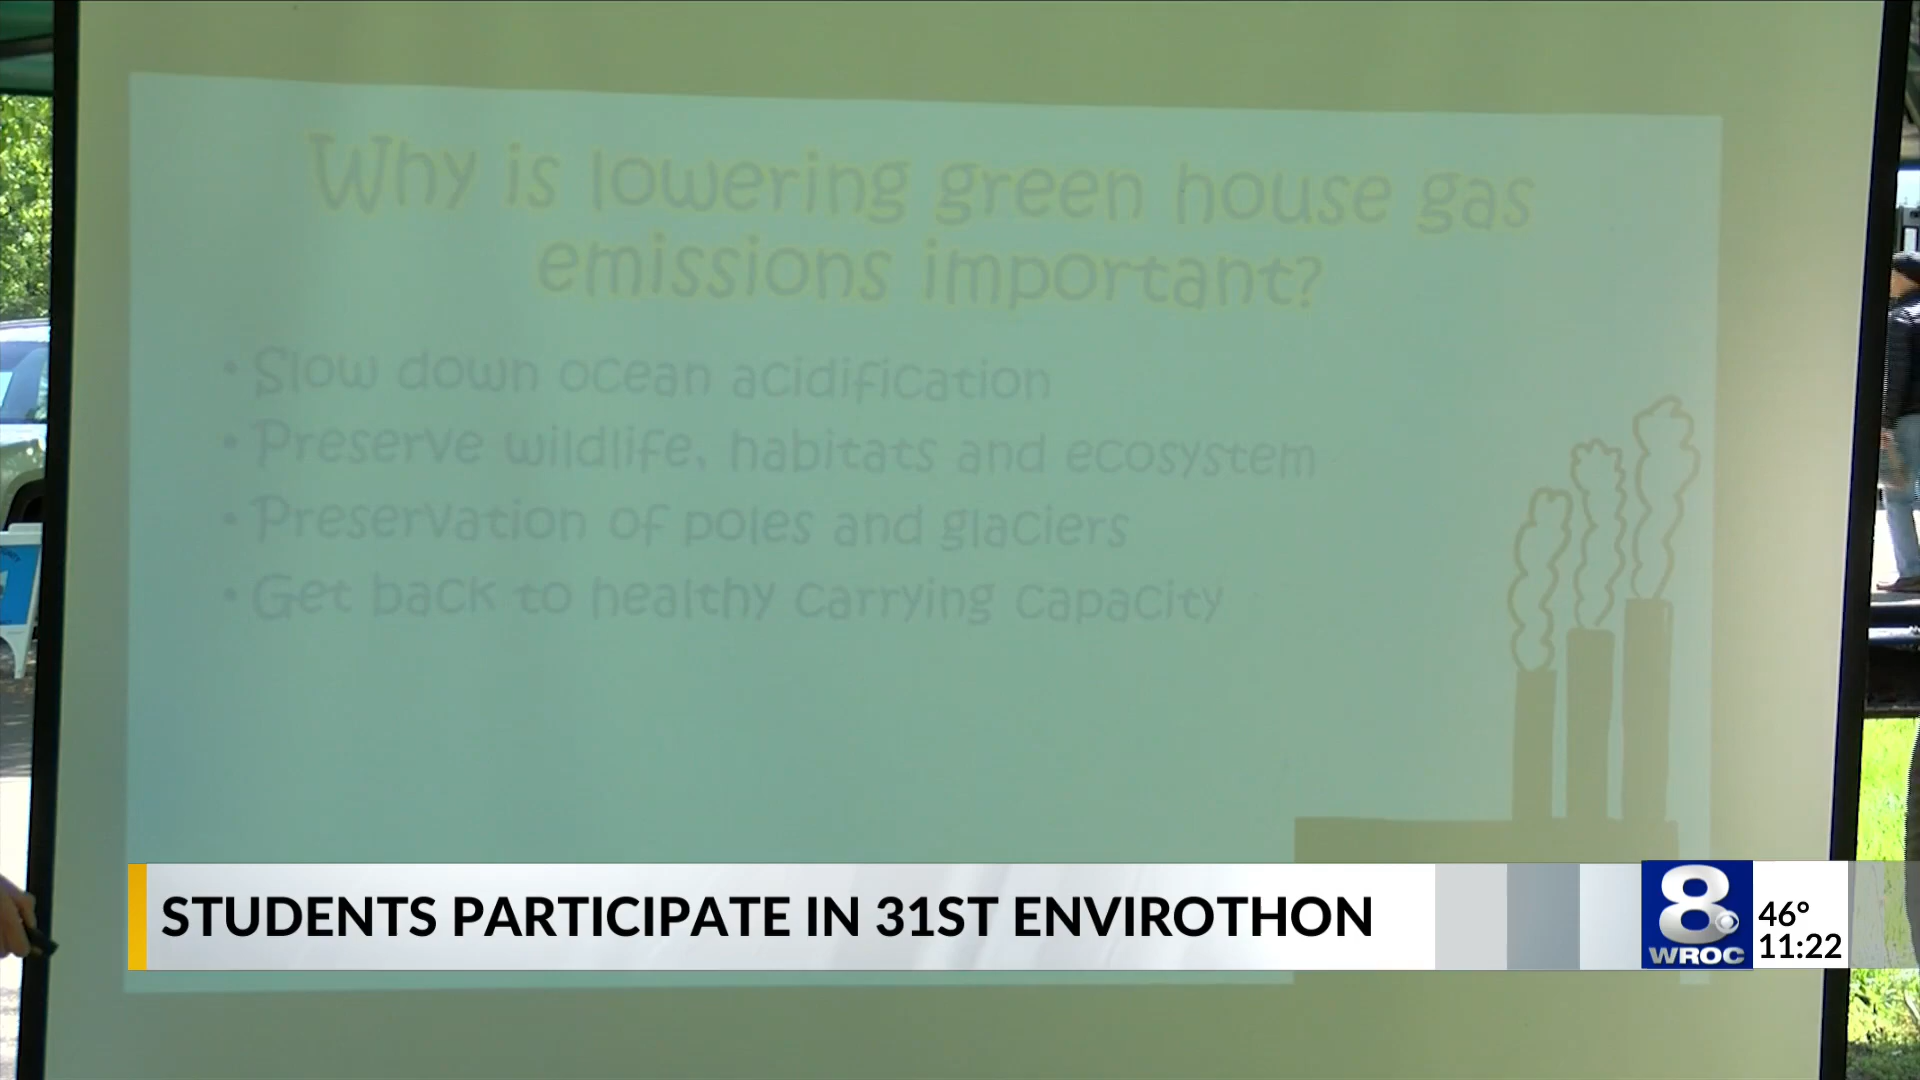 Why is lowering green house gas
emissions important?
• Slow down ocean acidification
• Preserve wildlife, habitats and ecosystem
• Preservation of poles and glaciers
• Get back to healthy carrying capacity
STUDENTS PARTICIPATE IN 31ST ENVIROTHON
8
WROC
46°
11:22